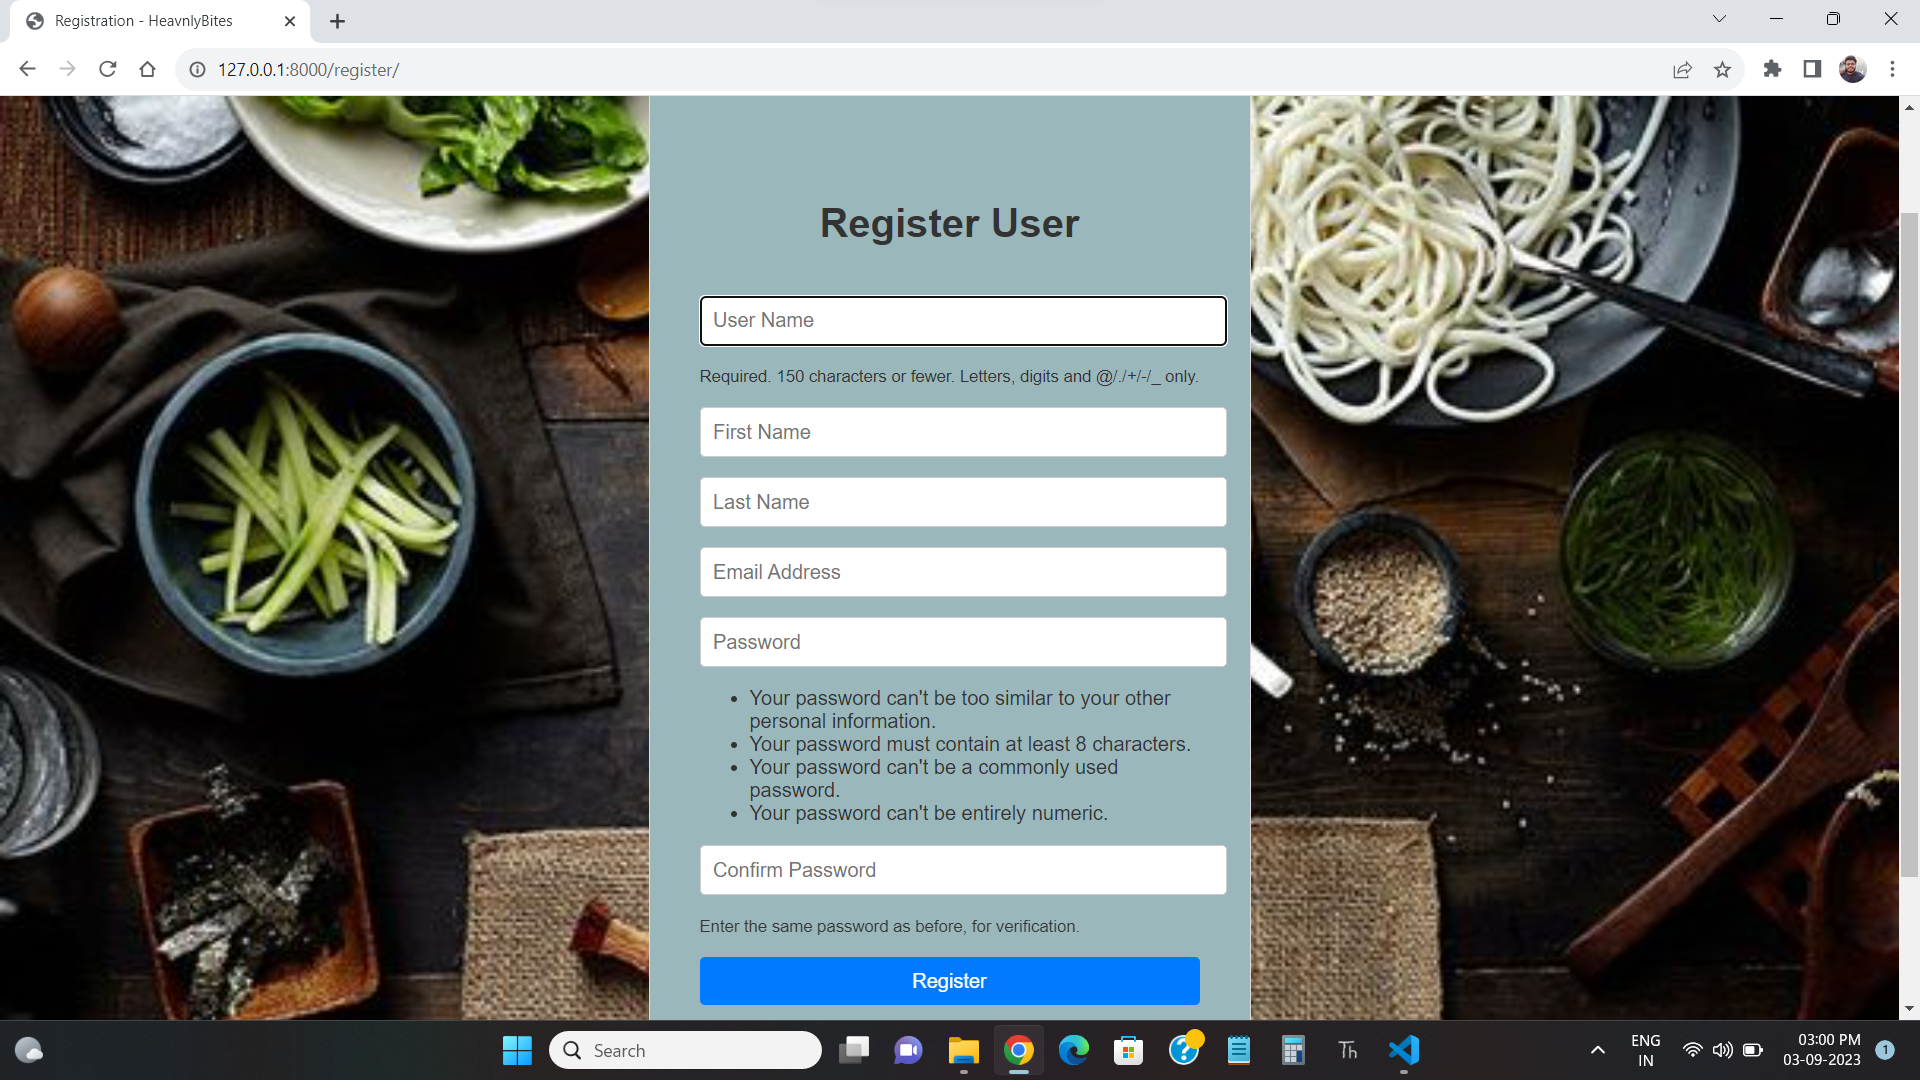 Registration - HeavnlyBites
127.0.0.1:8000/register/
Register User
User Name
Required. 150 characters or fewer. Letters, digits and @/./+/-/_ only.
First Name
Last Name
Email Address
Password
• Your password can't be too similar to your other
personal information.
• Your password must contain at least 8 characters.
• Your password can't be a commonly used
password.
• Your password can't be entirely numeric.
Confirm Password
Enter the same password as before, for verification.
Register
Search
Th
ENG
IN
03:00 PM
03-09-2023
1